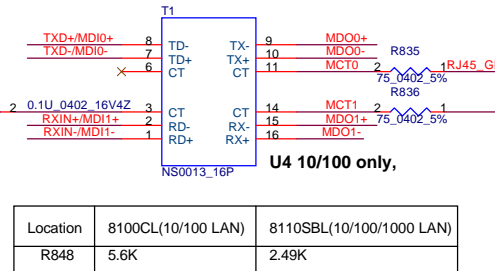 T1
TXD+/MDI0+ 8 TD- TX- 9 MDO0+
TXD-/MDI0- 7 TD+ TX+ 10 MDO0- R835
6 CT CT 11 MCT0 2 1 RJ45_G
75_0402_5%
R836
2 0.1U_0402_16V4Z 3 CT CT 14 MCT1 2 1
RXIN+/MDI1+ 2 RD- RX- 15 MDO1+ 75_0402_5%
RXIN-/MDI1- 1 RD+ RX+ 16 MDO1-
NS0013_16P
U4 10/100 only,
Location 8100CL(10/100 LAN) 8110SBL(10/100/1000 LAN)
R848 5.6K 2.49K